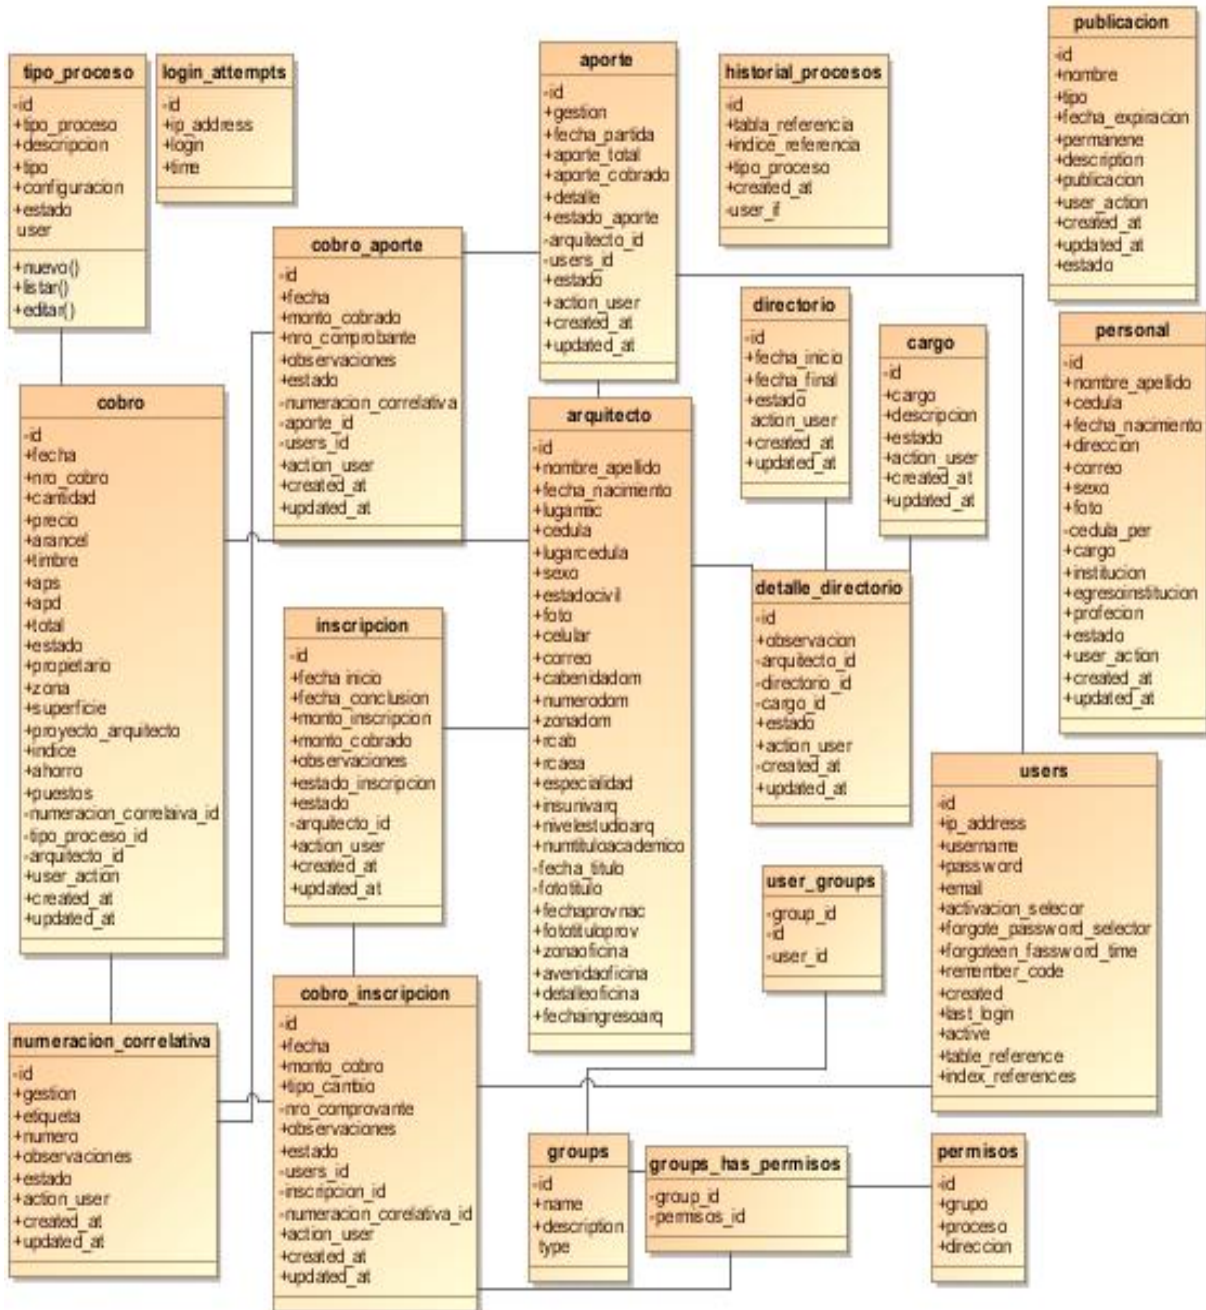 tipo_proceso
-id
+tipo_proceso
+descripcion
+tipo
+configuracion
+estado
user
+nuevo()
+listar()
+editar()
login_attempts
-id
+ip_address
+login
+time
aporte
-id
+gestion
+fecha_partida
+aporte_total
+aporte_cobrado
+detalle
+estado_aporte
-arquitecto_id
-users_id
+estado
+action_user
+created_at
+updated_at
historial_procesos
-id
+tabla_referencia
+indice_referencia
+tipo_proceso
+created_at
-user_if
publicacion
-id
+nombre
+tipo
+fecha_expiracion
+permanene
+description
+publicacion
+user_action
+created_at
+updated_at
+estado
cobro_aporte
-id
+fecha
+monto_cobrado
+nro_comprobante
+observaciones
+estado
-numeracion_correlativa
-aporte_id
-users_id
+action_user
+created_at
+updated_at
directorio
-id
+fecha_inicio
+fecha_final
+estado
action_user
+created_at
+updated_at
cargo
-id
+cargo
+descripcion
+estado
+action_user
+created_at
+updated_at
personal
-id
+nombre_apellido
+cedula
+fecha_nacimiento
+direccion
+correo
+sexo
+foto
-cedula_per
+cargo
+institucion
+egresoinstitucion
+profecion
+estado
+user_action
+created_at
+updated_at
cobro
-id
+fecha
+nro_cobro
+cantidad
+precio
+arancel
+timbre
+aps
+apd
+total
+estado
+propietario
+zona
+superficie
+proyecto_arquitecto
+indice
+ahorro
+puestos
-numeracion_correlaiva_id
-tipo_proceso_id
-arquitecto_id
+user_action
+created_at
+updated_at
arquitecto
-id
+nombre_apellido
+fecha_nacimiento
+cedula
+lugarcedula
+sexo
+estadocivil
+foto
+celular
+correo
+cabenidadom
+numerodom
+zonadom
+rcab
+rcaea
+especialidad
+insunivarq
+nivelestudioarq
+numtituloacademico
-fecha_titulo
-fototitulo
+fechaprovnac
+fototituloprov
+zonaoficina
+avenidaoficina
+detalleoficina
+fechaingresoarq
inscripcion
-id
+fecha inicio
+fecha_conclusion
+monto_inscripcion
+monto_cobrado
+observaciones
+estado_inscripcion
+estado
-arquitecto_id
+action_user
+created_at
+updated_at
detalle_directorio
-id
+observacion
-arquitecto_id
-directorio_id
-cargo_id
+estado
+action_user
-created_at
+updated_at
users
-id
+ip_address
+username
+password
+email
+activacion_selecor
+forgote_password_selector
+forgoteen_fassword_time
+remember_code
+created
+last_login
+active
+table_reference
+index_references
user_groups
-group_id
-id
-user_id
numeracion_correlativa
-id
+gestion
+etiqueta
+numero
+observaciones
+estado
+action_user
+created_at
+updated_at
cobro_inscripcion
-id
+fecha
+monto_cobro
+tipo_cambio
-nro_comprovante
+observaciones
+estado
-users_id
-inscripcion_id
-numeracion_corelativa_id
+action_user
+created_at
+updated_at
groups
-id
+name
+description
type
groups_has_permisos
-group_id
-permisos_id
permisos
-id
+grupo
+proceso
+direccion